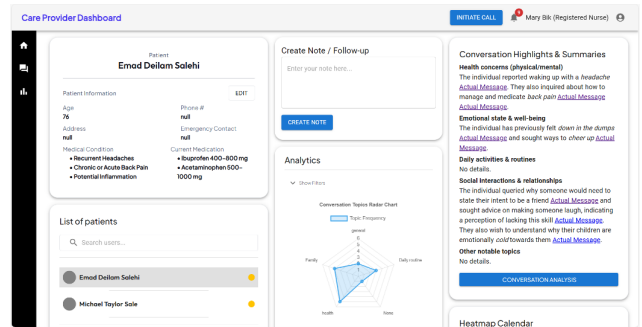 Care Provider Dashboard
INITIATE CALL
Mary Bik (Registered Nurse)
Patient
Emad Deilam Salehi
Patient Information
EDIT
Age
76
Phone #
null
Address
null
Emergency Contact
null
Medical Condition
• Recurrent Headaches
• Chronic or Acute Back Pain
• Potential Inflammation
Current Medication
• Ibuprofen 400-800 mg
• Acetaminophen 500-
1000 mg
List of patients
Search users...
Emad Deilam Salehi
Michael Taylor Sale
Create Note / Follow-up
Enter your note here...
CREATE NOTE
Analytics
Show Filters
Conversation Topics Radar Chart
Topic Frequency
general
6
5
4
3
2
1
Family
Daily routine
health
None
Conversation Highlights & Summaries
Health concerns (physical/mental)
The individual reported waking up with a headache
Actual Message. They also inquired about how to
manage and medicate back pain Actual Message
Actual Message.
Emotional state & well-being
The individual has previously felt down in the dumps
Actual Message and sought ways to cheer up Actual
Message.
Daily activities & routines
No details.
Social interactions & relationships
The individual queried why someone would need to
state their intent to be a friend Actual Message and
sought advice on making someone laugh, indicating
a perception of lacking this skill Actual Message.
They also wish to understand why their children are
emotionally cold towards them Actual Message.
Other notable topics
No details.
CONVERSATION ANALYSIS
Heatmap Calendar